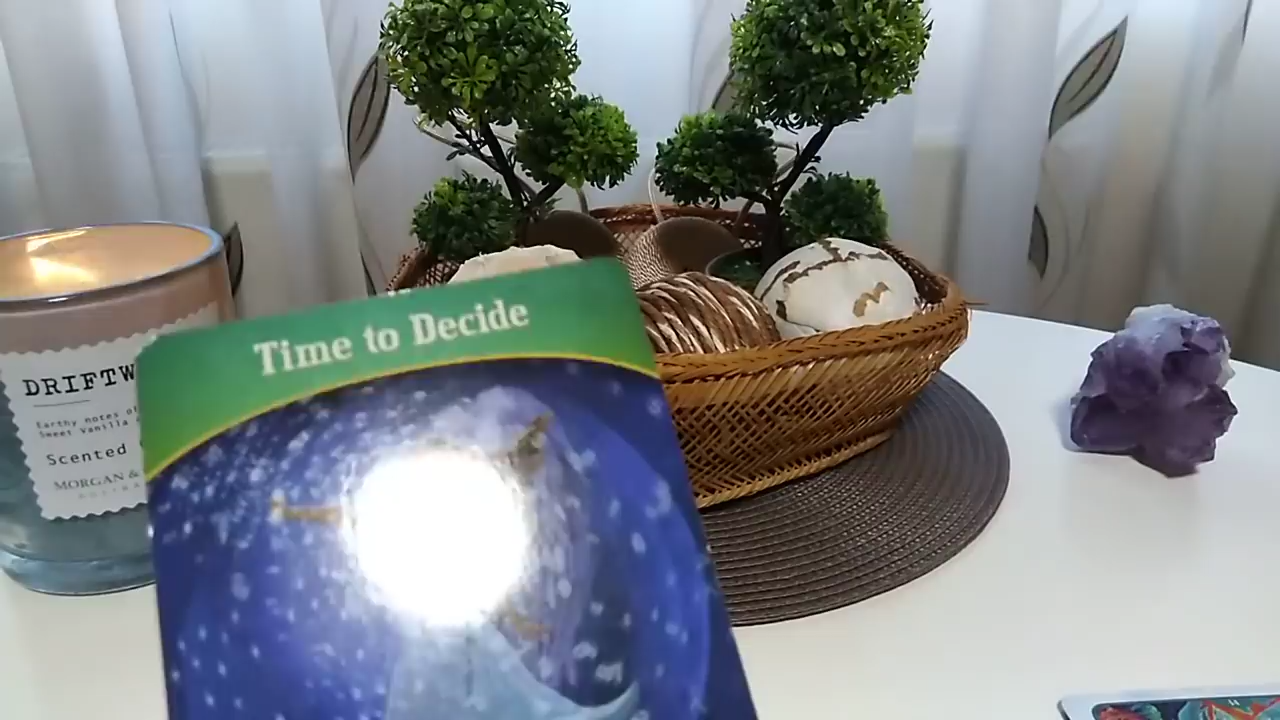 Time to Decide
DRIFTW
Earthy notes of
Sweet Vanilla
Scented
MORGAN &